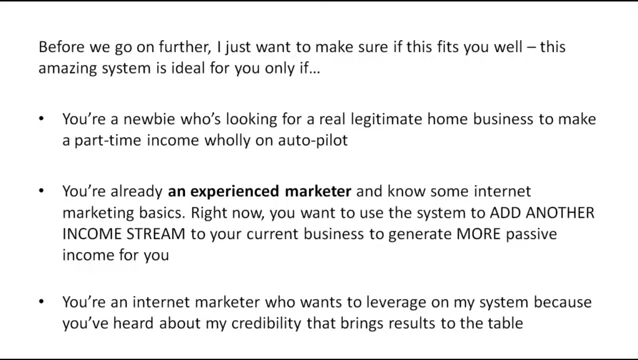 Before we go on further, I just want to make sure if this fits you well – this
amazing system is ideal for you only if…
• You're a newbie who's looking for a real legitimate home business to make
a part-time income wholly on auto-pilot
• You're already an experienced marketer and know some internet
marketing basics. Right now, you want to use the system to ADD ANOTHER
INCOME STREAM to your current business to generate MORE passive
income for you
• You're an internet marketer who wants to leverage on my system because
you've heard about my credibility that brings results to the table